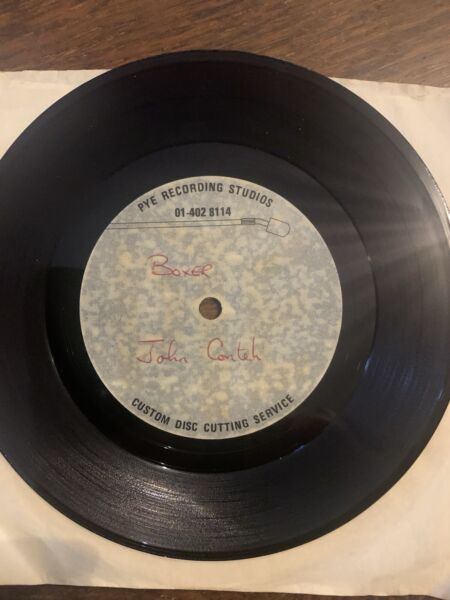 PYE RECORDING STUDIOS
01-402 8114
Boxer
John Conteh
CUSTOM DISC CUTTING SERVICE